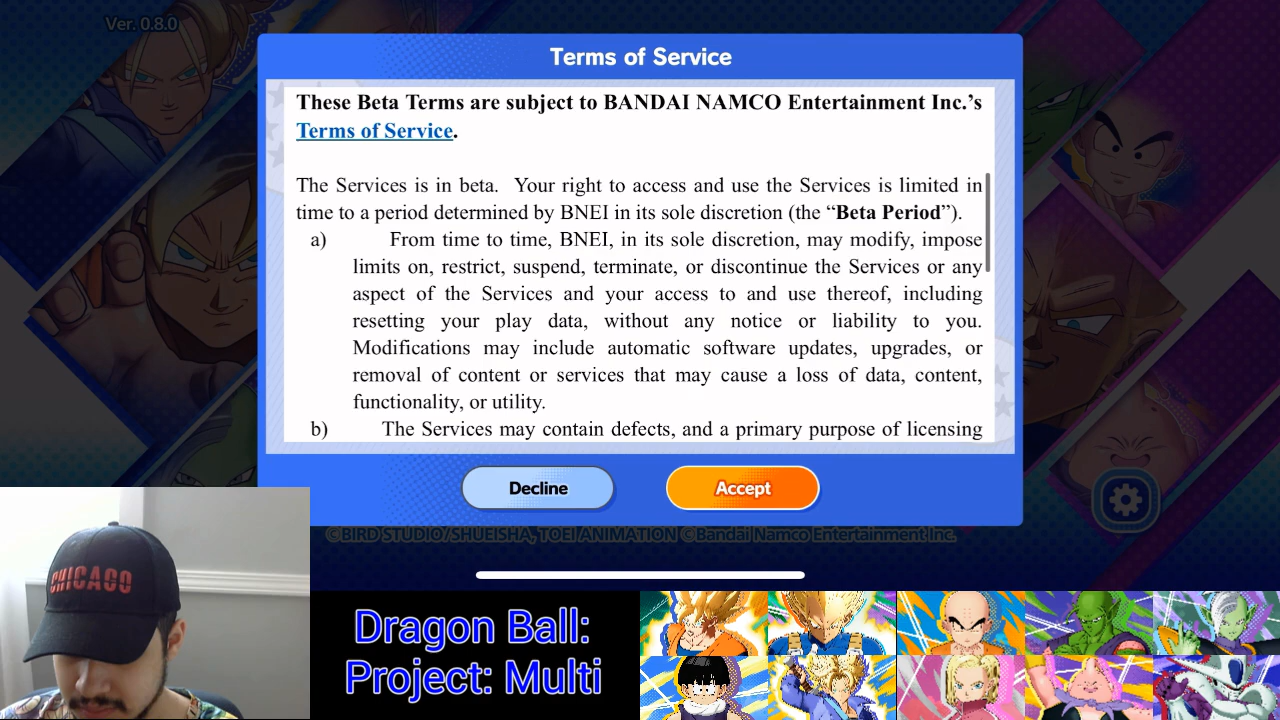 Ver. 0.8.0
Terms of Service
These Beta Terms are subject to BANDAI NAMCO Entertainment Inc.’s
Terms of Service.
The Services is in beta. Your right to access and use the Services is limited in
time to a period determined by BNEI in its sole discretion (the “Beta Period”).
a) From time to time, BNEI, in its sole discretion, may modify, impose
limits on, restrict, suspend, terminate, or discontinue the Services or any
aspect of the Services and your access to and use thereof, including
resetting your play data, without any notice or liability to you.
Modifications may include automatic software updates, upgrades, or
removal of content or services that may cause a loss of data, content,
functionality, or utility.
b) The Services may contain defects, and a primary purpose of licensing
Decline
Accept
©BIRD STUDIO/SHUEISHA, TOEI ANIMATION ©Bandai Namco Entertainment Inc.
CHICAGO
Dragon Ball:
Project: Multi